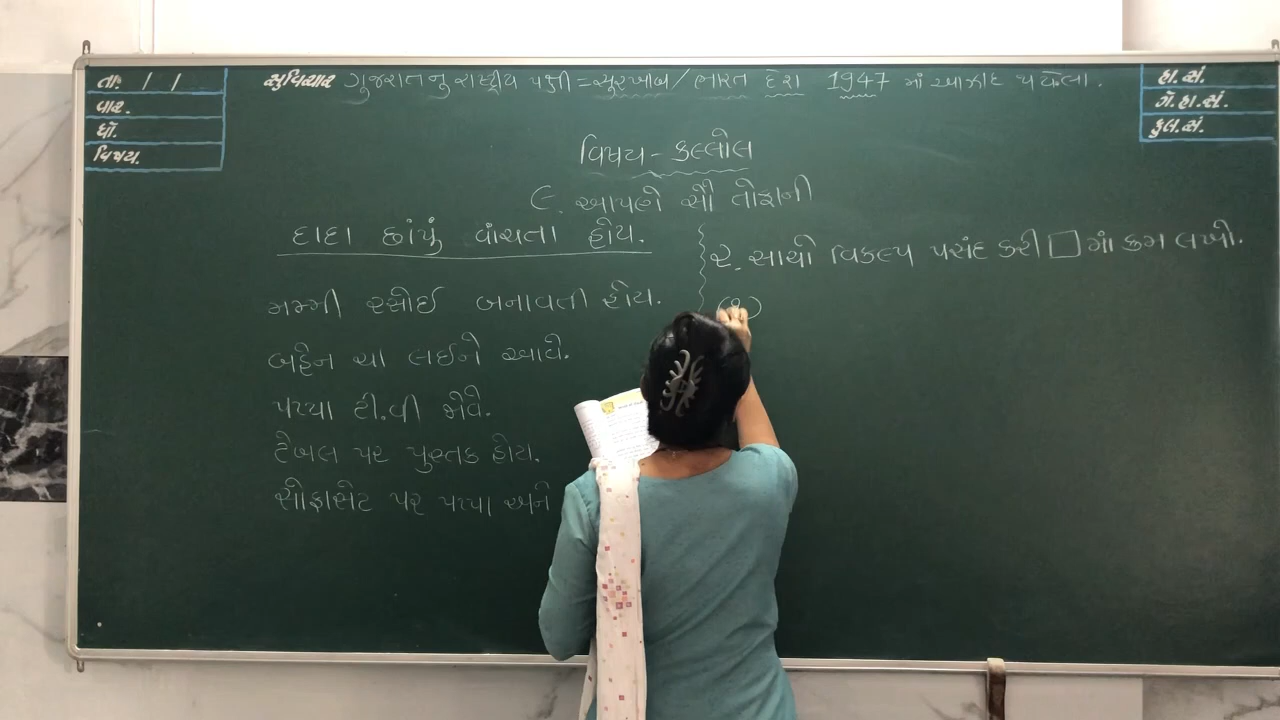 તા. / /
વાર.
ધો.
વિષય.
સુવિચાર ગુજરાતનુ રાષ્ટ્રીય પક્ષી = સુરખાબ / ભારત દેશ 1947 માં આઝાદ થયેલા.
હા.સં.
ગે.હા.સં.
કુલ.સં.
વિષય - કલ્લોલ
૯. આપણે સૌ તોફાની
દાદા છાંપું વાંચતા હોય.
મમ્મી રસોઈ બનાવતી હોય.
બહેન ચા લઈને આવી.
પપ્પા ટી.વી જોવે.
ટેબલ પર પુસ્તક હોય.
સોફાસેટ પર પપ્પા અને
૨. સાચો વિકલ્પ પસંદ કરી □ માં ક્રમ લખો.
(૧)